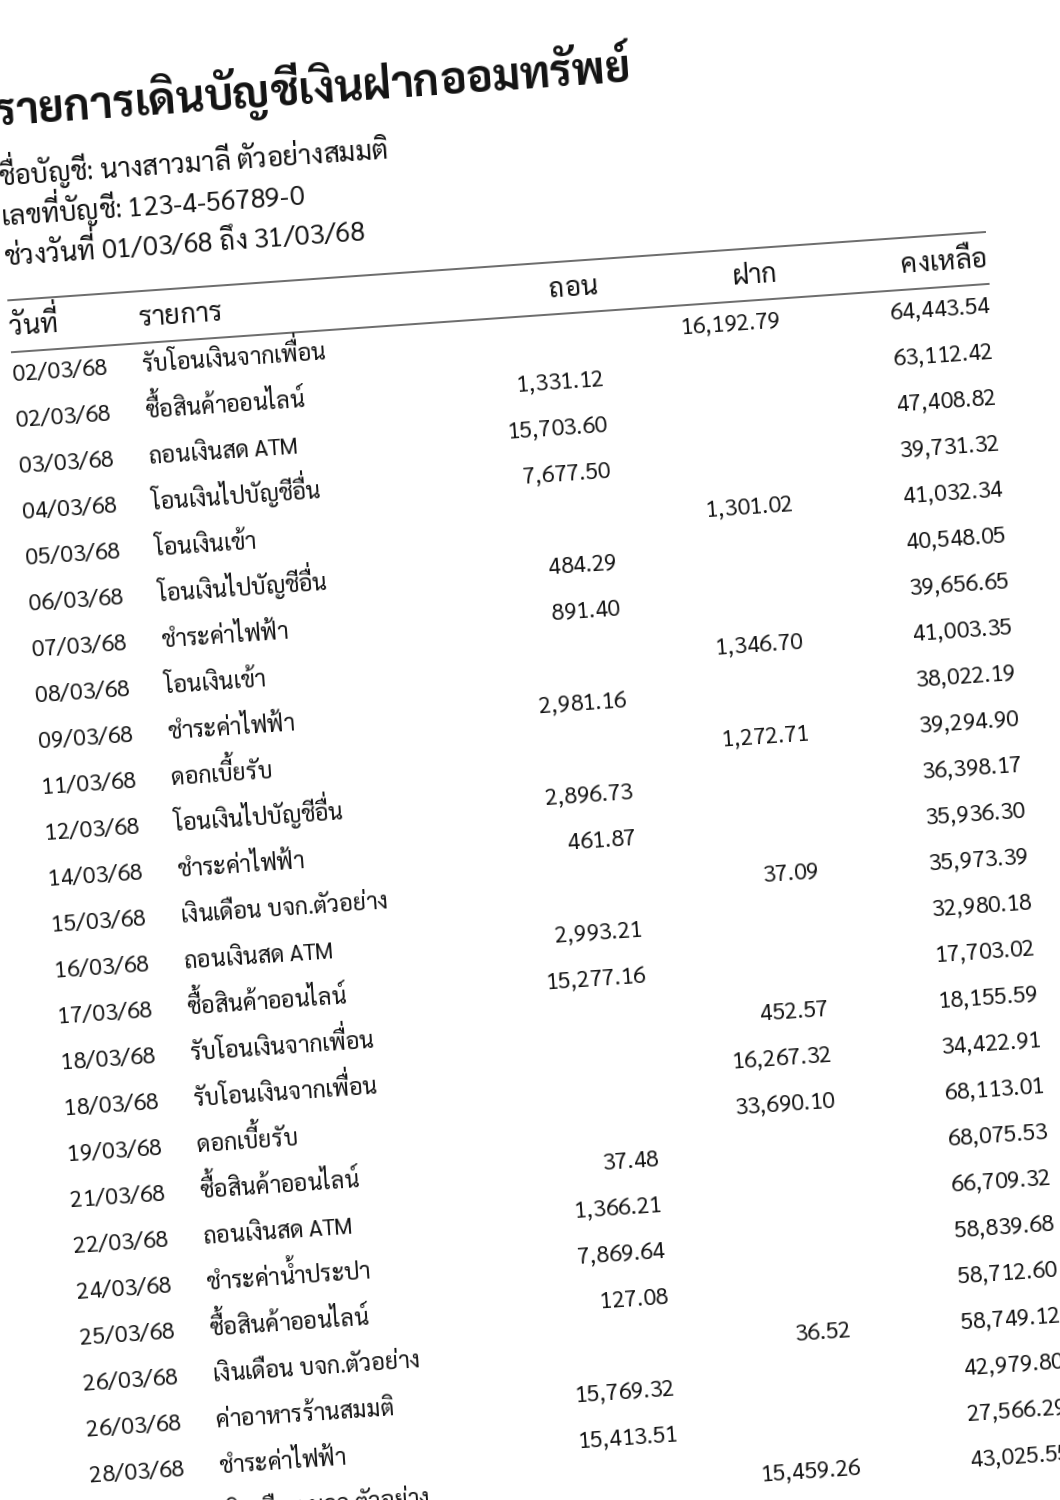 รายการเดินบัญชีเงินฝากออมทรัพย์
ชื่อบัญชี: นางสาวมาลี ตัวอย่างสมมติ
เลขที่บัญชี: 123-4-56789-0
ช่วงวันที่ 01/03/68 ถึง 31/03/68
วันที่ รายการ ถอน ฝาก คงเหลือ
02/03/68 รับโอนเงินจากเพื่อน 16,192.79 64,443.54
02/03/68 ซื้อสินค้าออนไลน์ 1,331.12 63,112.42
03/03/68 ถอนเงินสด ATM 15,703.60 47,408.82
04/03/68 โอนเงินไปบัญชีอื่น 7,677.50 39,731.32
05/03/68 โอนเงินเข้า 1,301.02 41,032.34
06/03/68 โอนเงินไปบัญชีอื่น 484.29 40,548.05
07/03/68 ชำระค่าไฟฟ้า 891.40 39,656.65
08/03/68 โอนเงินเข้า 1,346.70 41,003.35
09/03/68 ชำระค่าไฟฟ้า 2,981.16 38,022.19
11/03/68 ดอกเบี้ยรับ 1,272.71 39,294.90
12/03/68 โอนเงินไปบัญชีอื่น 2,896.73 36,398.17
14/03/68 ชำระค่าไฟฟ้า 461.87 35,936.30
15/03/68 เงินเดือน บจก.ตัวอย่าง 37.09 35,973.39
16/03/68 ถอนเงินสด ATM 2,993.21 32,980.18
17/03/68 ซื้อสินค้าออนไลน์ 15,277.16 17,703.02
18/03/68 รับโอนเงินจากเพื่อน 452.57 18,155.59
18/03/68 รับโอนเงินจากเพื่อน 16,267.32 34,422.91
19/03/68 ดอกเบี้ยรับ 33,690.10 68,113.01
21/03/68 ซื้อสินค้าออนไลน์ 37.48 68,075.53
22/03/68 ถอนเงินสด ATM 1,366.21 66,709.32
24/03/68 ชำระค่าน้ำประปา 7,869.64 58,839.68
25/03/68 ซื้อสินค้าออนไลน์ 127.08 58,712.60
26/03/68 เงินเดือน บจก.ตัวอย่าง 36.52 58,749.12
26/03/68 ค่าอาหารร้านสมมติ 15,769.32 42,979.80
28/03/68 ชำระค่าไฟฟ้า 15,413.51 27,566.29
15,459.26 43,025.55